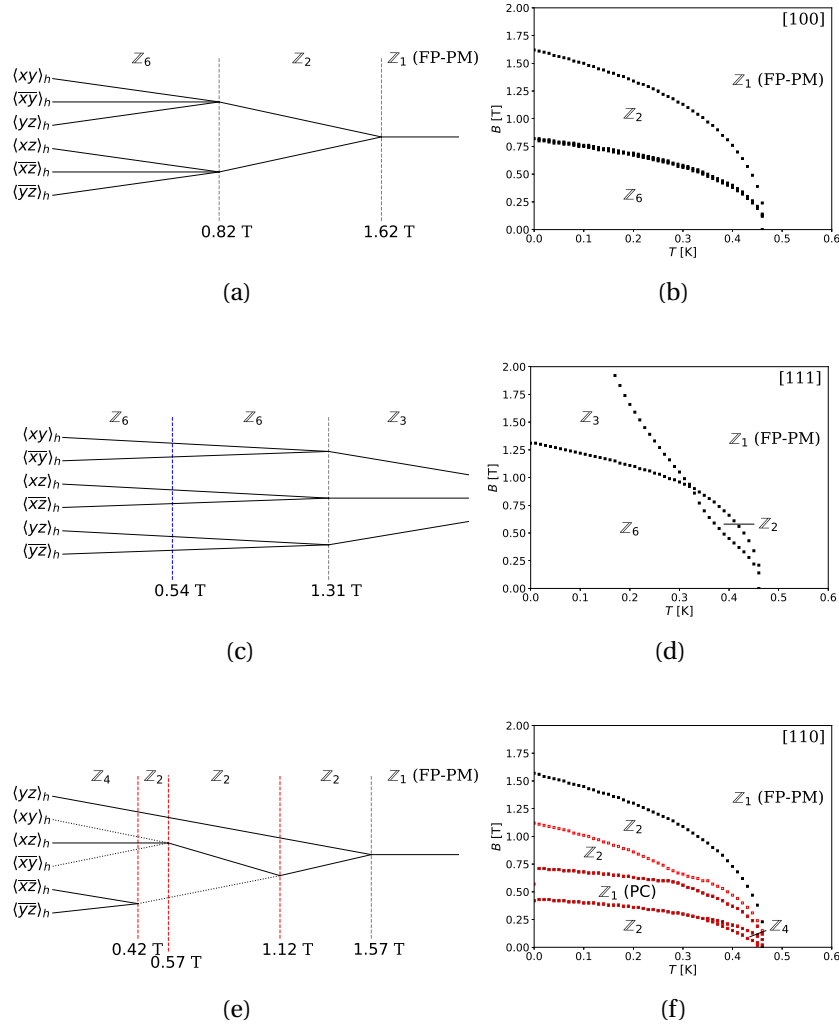 ℤ₆ ℤ₂ ℤ₁ (FP-PM)
⟨xy⟩ₕ
⟨x̅y̅⟩ₕ
⟨yz⟩ₕ
⟨xz⟩ₕ
⟨x̅z̅⟩ₕ
⟨y̅z̅⟩ₕ
0.82 T 1.62 T
(a)
[100]
2.00
1.75
1.50
1.25
1.00
0.75
0.50
0.25
0.00
B [T]
ℤ₁ (FP-PM)
ℤ₂
ℤ₆
0.0 0.1 0.2 0.3 0.4 0.5 0.6
T [K]
(b)
ℤ₆ ℤ₆ ℤ₃
⟨xy⟩ₕ
⟨x̅y̅⟩ₕ
⟨xz⟩ₕ
⟨x̅z̅⟩ₕ
⟨yz⟩ₕ
⟨y̅z̅⟩ₕ
0.54 T 1.31 T
(c)
[111]
2.00
1.75
1.50
1.25
1.00
0.75
0.50
0.25
0.00
B [T]
ℤ₃
ℤ₁ (FP-PM)
ℤ₆
ℤ₂
0.0 0.1 0.2 0.3 0.4 0.5 0.6
T [K]
(d)
ℤ₄ ℤ₂ ℤ₂ ℤ₂ ℤ₁ (FP-PM)
⟨yz⟩ₕ
⟨xy⟩ₕ
⟨xz⟩ₕ
⟨x̅y̅⟩ₕ
⟨x̅z̅⟩ₕ
⟨y̅z̅⟩ₕ
0.42 T 0.57 T 1.12 T 1.57 T
(e)
[110]
2.00
1.75
1.50
1.25
1.00
0.75
0.50
0.25
0.00
B [T]
ℤ₁ (FP-PM)
ℤ₂
ℤ₂
ℤ₁ (PC)
ℤ₂
ℤ₄
0.0 0.1 0.2 0.3 0.4 0.5 0.6
T [K]
(f)